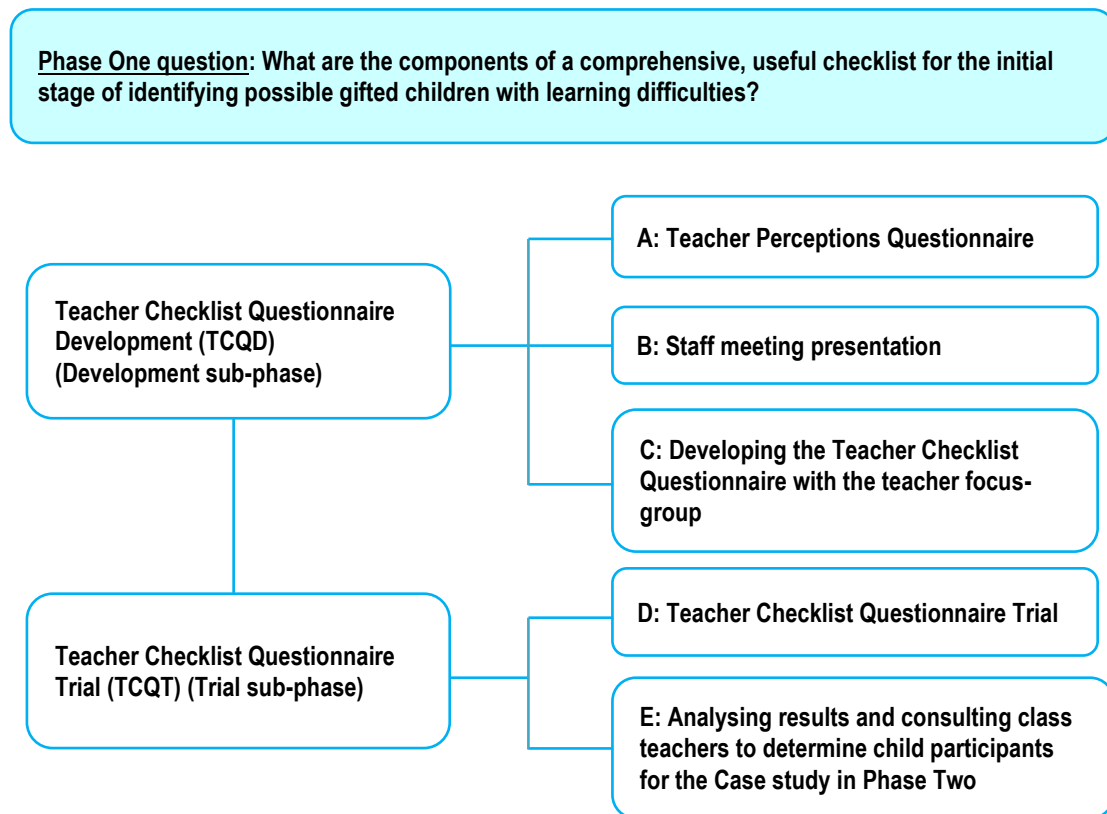 Phase One question: What are the components of a comprehensive, useful checklist for the initial
stage of identifying possible gifted children with learning difficulties?
Teacher Checklist Questionnaire
Development (TCQD)
(Development sub-phase)
A: Teacher Perceptions Questionnaire
B: Staff meeting presentation
C: Developing the Teacher Checklist
Questionnaire with the teacher focus-
group
Teacher Checklist Questionnaire
Trial (TCQT) (Trial sub-phase)
D: Teacher Checklist Questionnaire Trial
E: Analysing results and consulting class
teachers to determine child participants
for the Case study in Phase Two